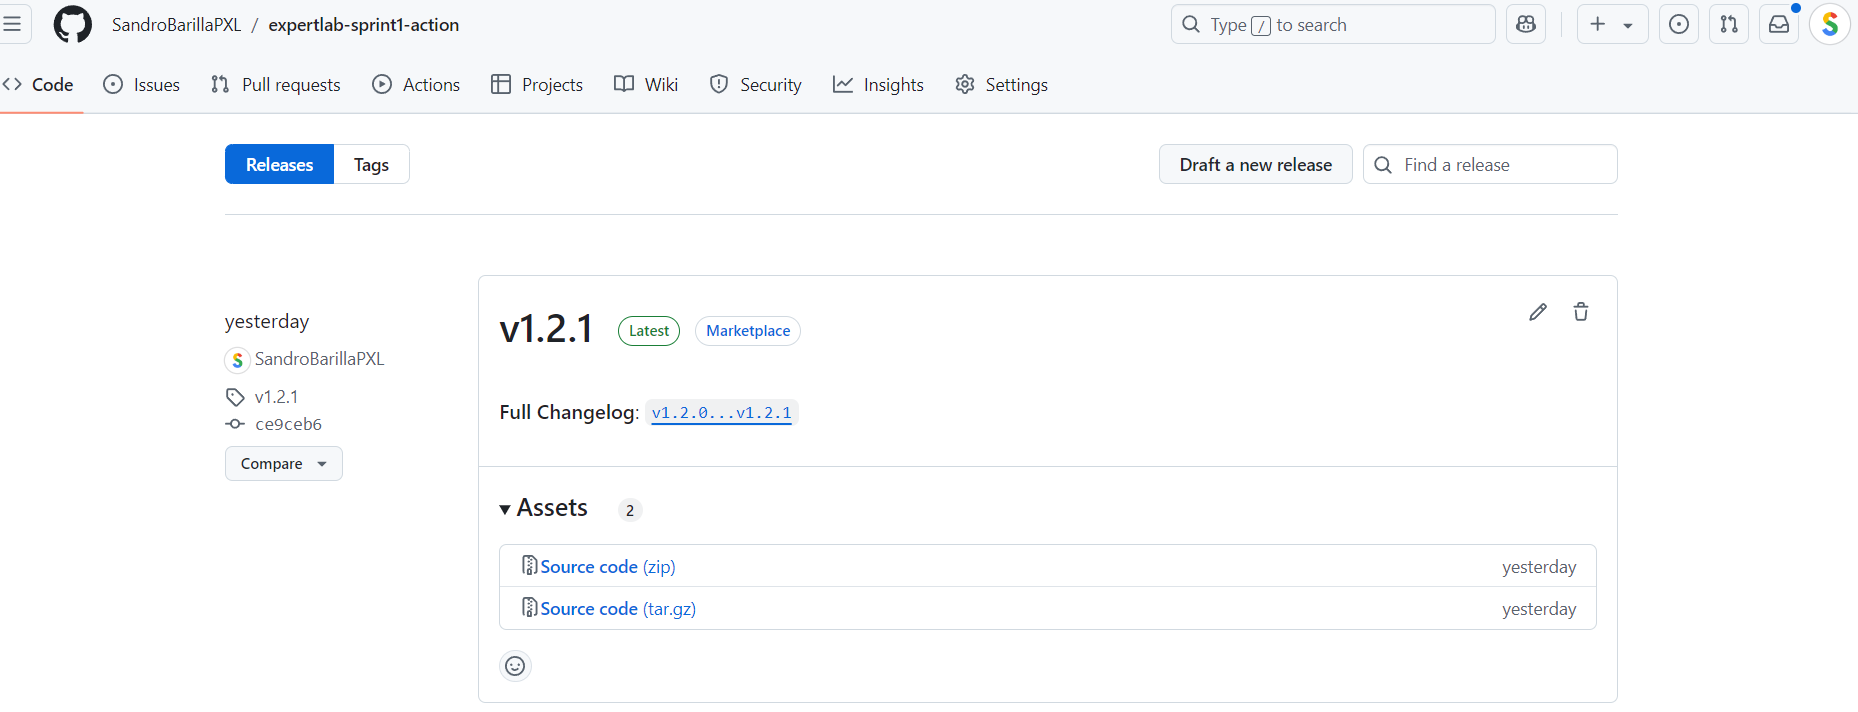 SandroBarillaPXL / expertlab-sprint1-action
Type / to search
Code Issues Pull requests Actions Projects Wiki Security Insights Settings
Releases Tags
Draft a new release
Find a release
yesterday
SandroBarillaPXL
v1.2.1
ce9ceb6
Compare
v1.2.1 Latest Marketplace
Full Changelog: v1.2.0...v1.2.1
Assets 2
Source code (zip) yesterday
Source code (tar.gz) yesterday